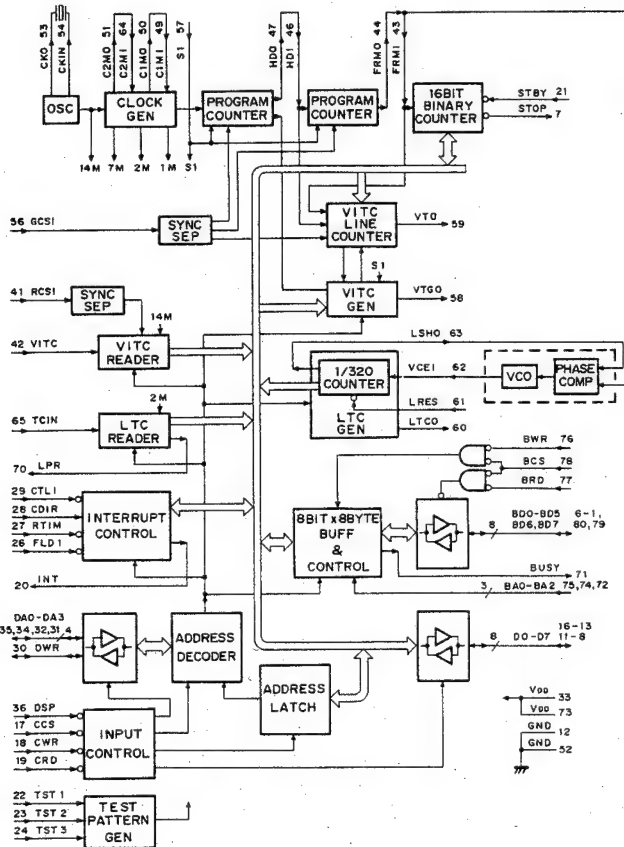 CKO 53
CKIN 54
C2MO 51
C2MI 64
C1MO 50
C1MI 49
S1 57
HDO 47
HDI 46
FRMO 44
FRMI 43
OSC
CLOCK GEN
PROGRAM COUNTER
PROGRAM COUNTER
16BIT BINARY COUNTER
STBY 21
STOP 7
14M
7M
2M
1M
S1
56 GCSI
SYNC SEP
VITC LINE COUNTER
VTO 59
S1
41 RCSI
SYNC SEP
VITC GEN
VTGO 58
14M
42 VITC
VITC READER
LSHO 63
1/320 COUNTER
VCEI 62
VCO
PHASE COMP
2M
65 TCIN
LTC READER
LTC GEN
LRES 61
LTCO 60
70 LPR
BWR 76
BCS 78
BRD 77
29 CTLI
28 CDIR
27 RTIM
26 FLD1
INTERRUPT CONTROL
8BIT x 8BYTE BUFF & CONTROL
8
BD0-BD5 6-1,
BD6,BD7 80,79
20 INT
BUSY 71
3
BA0-BA2 75,74,72
DA0-DA3
35,34,32,31
4
30 DWR
ADDRESS DECODER
8
D0-D7
16-13
11-8
ADDRESS LATCH
36 DSP
17 CCS
18 CWR
19 CRD
INPUT CONTROL
VDD 33
VDD 73
GND 12
GND 52
22 TST 1
23 TST 2
24 TST 3
TEST PATTERN GEN